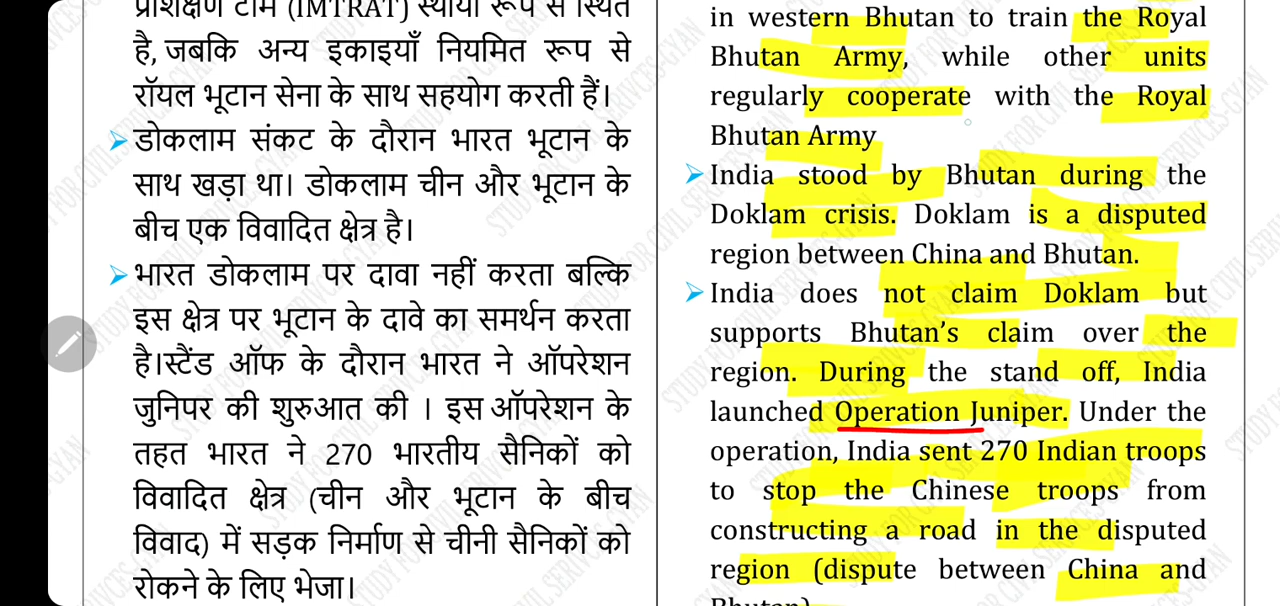 प्रशिक्षण टीम (IMTRAT) स्थायी रूप से स्थित
है, जबकि अन्य इकाइयाँ नियमित रूप से
रॉयल भूटान सेना के साथ सहयोग करती हैं।
➢ डोकलाम संकट के दौरान भारत भूटान के
साथ खड़ा था। डोकलाम चीन और भूटान के
बीच एक विवादित क्षेत्र है।
➢ भारत डोकलाम पर दावा नहीं करता बल्कि
इस क्षेत्र पर भूटान के दावे का समर्थन करता
है।स्टैंड ऑफ के दौरान भारत ने ऑपरेशन
जुनिपर की शुरुआत की । इस ऑपरेशन के
तहत भारत ने 270 भारतीय सैनिकों को
विवादित क्षेत्र (चीन और भूटान के बीच
विवाद) में सड़क निर्माण से चीनी सैनिकों को
रोकने के लिए भेजा।
in western Bhutan to train the Royal
Bhutan Army, while other units
regularly cooperate with the Royal
Bhutan Army
➢ India stood by Bhutan during the
Doklam crisis. Doklam is a disputed
region between China and Bhutan.
➢ India does not claim Doklam but
supports Bhutan’s claim over the
region. During the stand off, India
launched Operation Juniper. Under the
operation, India sent 270 Indian troops
to stop the Chinese troops from
constructing a road in the disputed
region (dispute between China and
Bhutan)